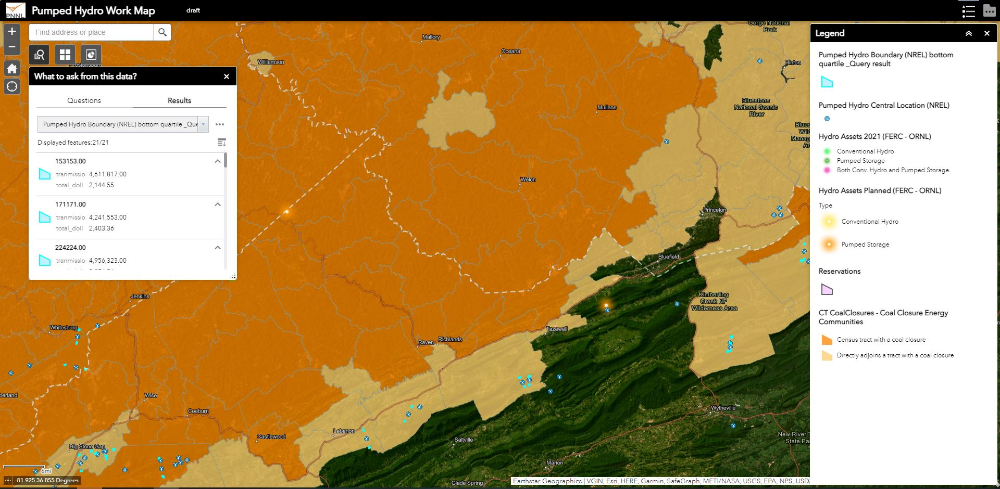 PNNL
Pumped Hydro Work Map
draft
+
−
Find address or place
What to ask from this data?
Questions
Results
Pumped Hydro Boundary (NREL) bottom quartile _Que
Displayed features:21/21
153153.00
tranmissio 4,611,817.00
total_doll 2,144.55
171171.00
tranmissio 4,241,553.00
total_doll 2,403.36
224224.00
tranmissio 4,956,323.00
Mallory
Oceana
Williamson
Gorge National
Park
Hinton
Mullens
Bluestone
National Scenic
River
Welch
Princeton
Bluefield
Kimberling
Creek NF
Wilderness Area
Jenkins
Whitesburg
Tazewell
Raven
Richlands
Wise
Coeburn
Wytheville
Lebanon
Castlewood
Saltville
New River T
State Pa
Big Stone Gap
Marion
Glade Spring
6mi
-81.925 36.855 Degrees
Earthstar Geographics | VGIN, Esri, HERE, Garmin, SafeGraph, METI/NASA, USGS, EPA, NPS, USD
Legend
Pumped Hydro Boundary (NREL) bottom
quartile _Query result
Pumped Hydro Central Location (NREL)
Hydro Assets 2021 (FERC - ORNL)
Conventional Hydro
Pumped Storage
Both Conv. Hydro and Pumped Storage.
Hydro Assets Planned (FERC - ORNL)
Type
Conventional Hydro
Pumped Storage
Reservations
CT CoalClosures - Coal Closure Energy
Communities
Census tract with a coal closure
Directly adjoins a tract with a coal closure